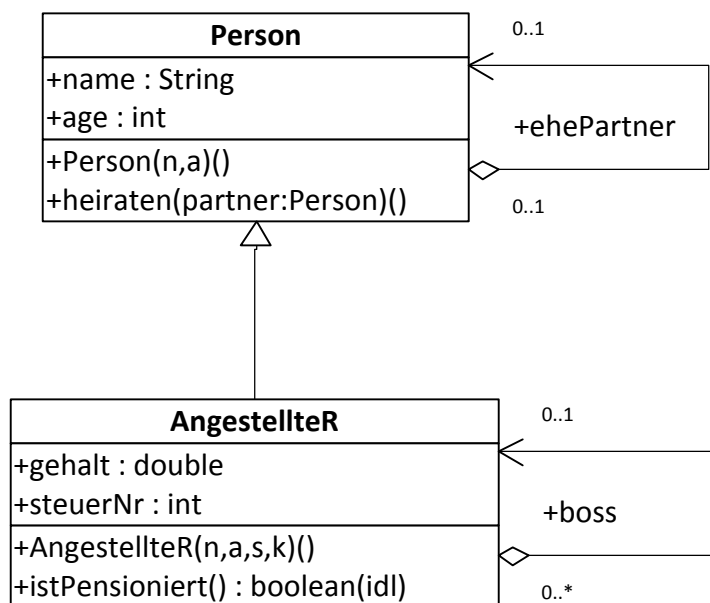 Person
+name : String
+age : int
+Person(n,a)()
+heiraten(partner:Person)()
0..1
+ehePartner
0..1
AngestellteR
+gehalt : double
+steuerNr : int
+AngestellteR(n,a,s,k)()
+istPensioniert() : boolean(idl)
0..1
+boss
0..*